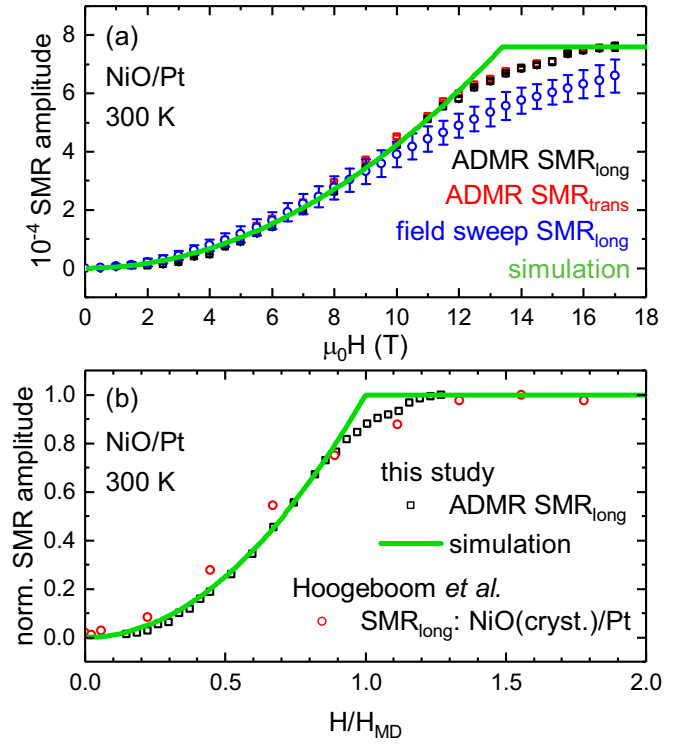 (a)
NiO/Pt
300 K
10⁻⁴ SMR amplitude
8
6
4
2
0
ADMR SMR_long
ADMR SMR_trans
field sweep SMR_long
simulation
0 2 4 6 8 10 12 14 16 18
μ₀H (T)
(b)
NiO/Pt
300 K
norm. SMR amplitude
1.0
0.8
0.6
0.4
0.2
0.0
this study
ADMR SMR_long
simulation
Hoogeboom et al.
SMR_long: NiO(cryst.)/Pt
0.0 0.5 1.0 1.5 2.0
H/H_MD